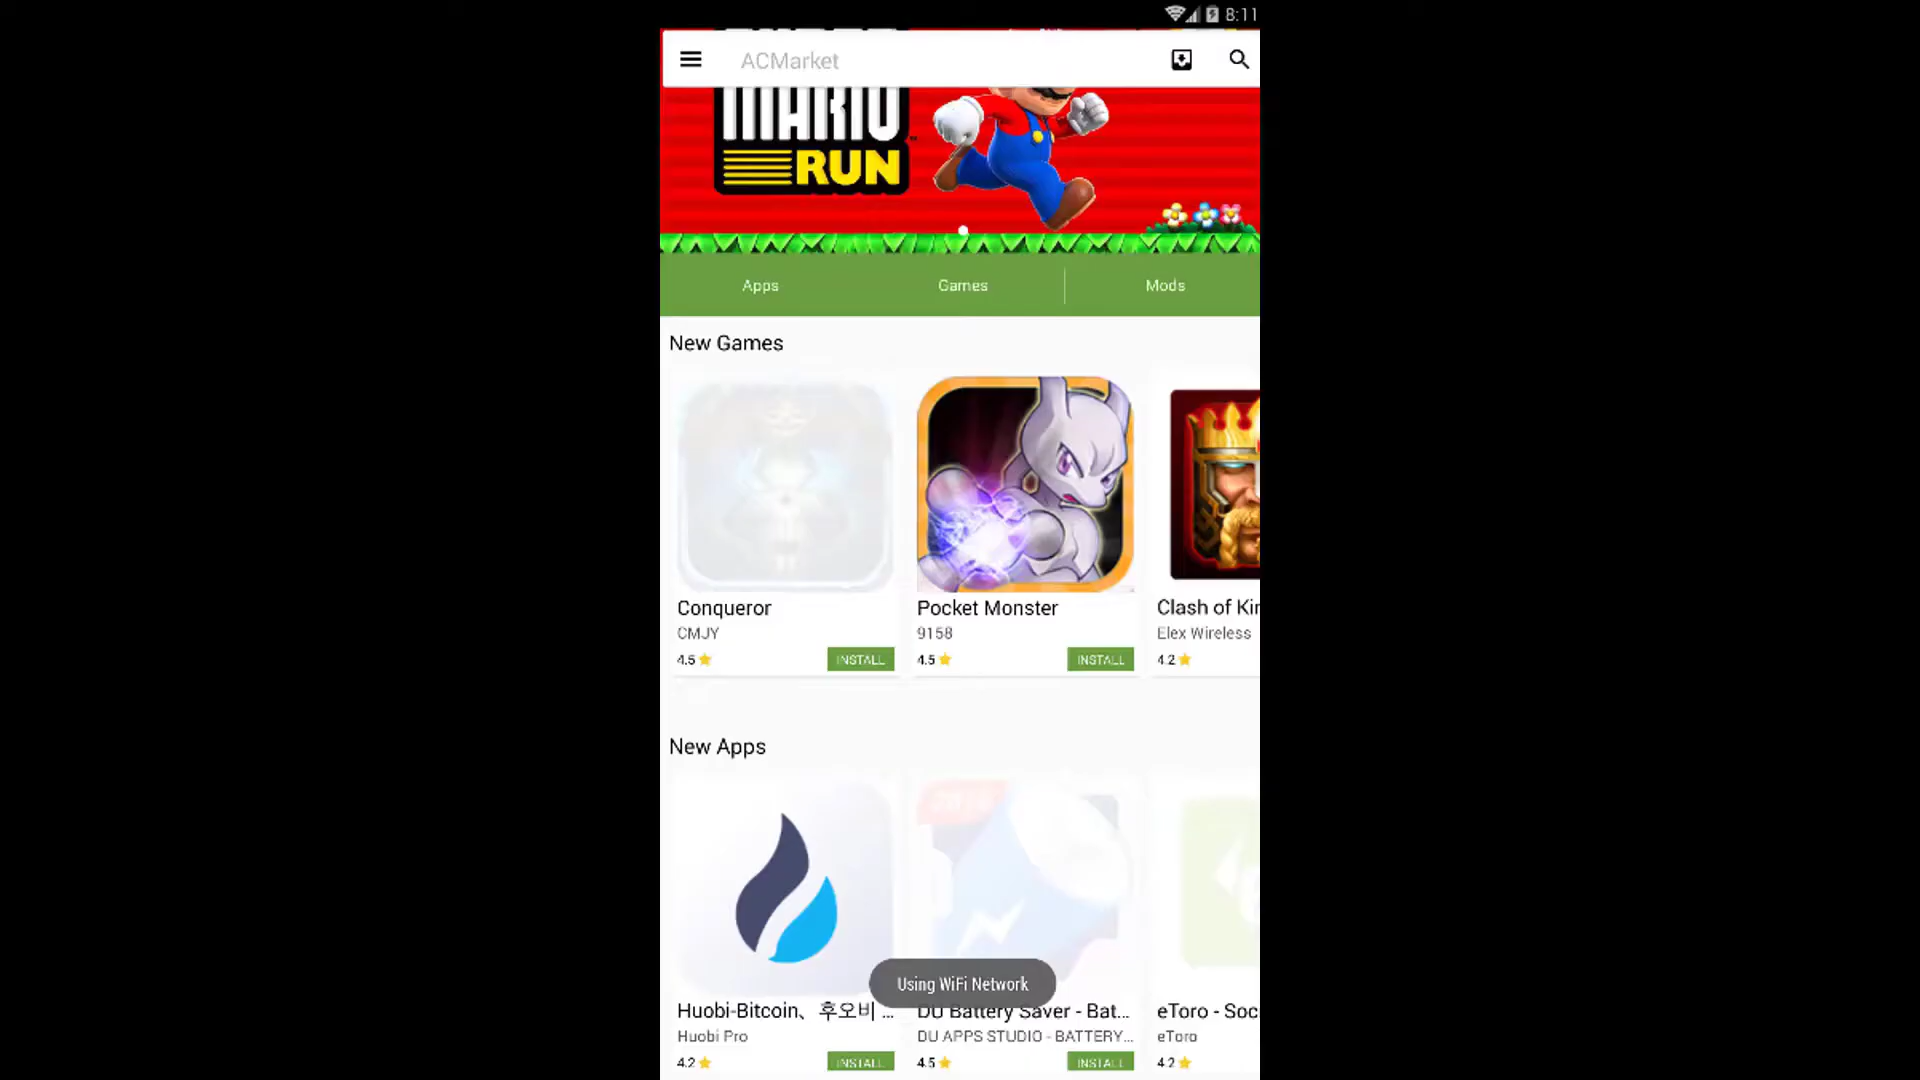 8:11
ACMarket
MARIO
RUN
Apps
Games
Mods
New Games
Conqueror
CMJY
4.5
INSTALL
Pocket Monster
9158
4.5
INSTALL
Clash of Kin
Elex Wireless
4.2
New Apps
Using WiFi Network
Huobi-Bitcoin、후오비 ...
Huobi Pro
4.2
INSTALL
DU Battery Saver - Bat...
DU APPS STUDIO - BATTERY...
4.5
INSTALL
eToro - Soc
eToro
4.2